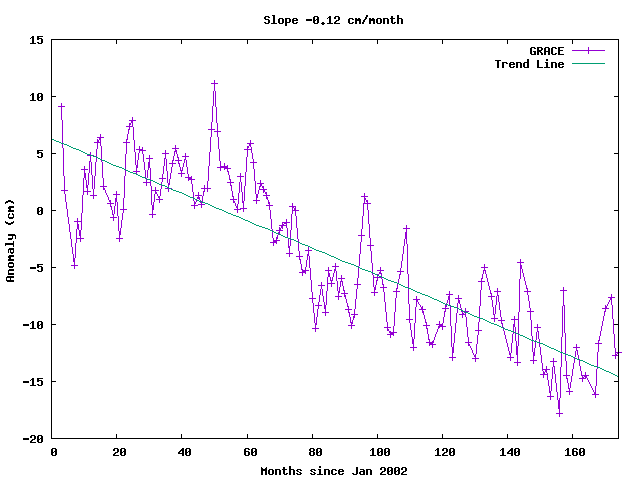 Slope -0.12 cm/month
15
GRACE
Trend Line
10
5
0
Anomaly (cm)
-5
-10
-15
-20
0 20 40 60 80 100 120 140 160
Months since Jan 2002